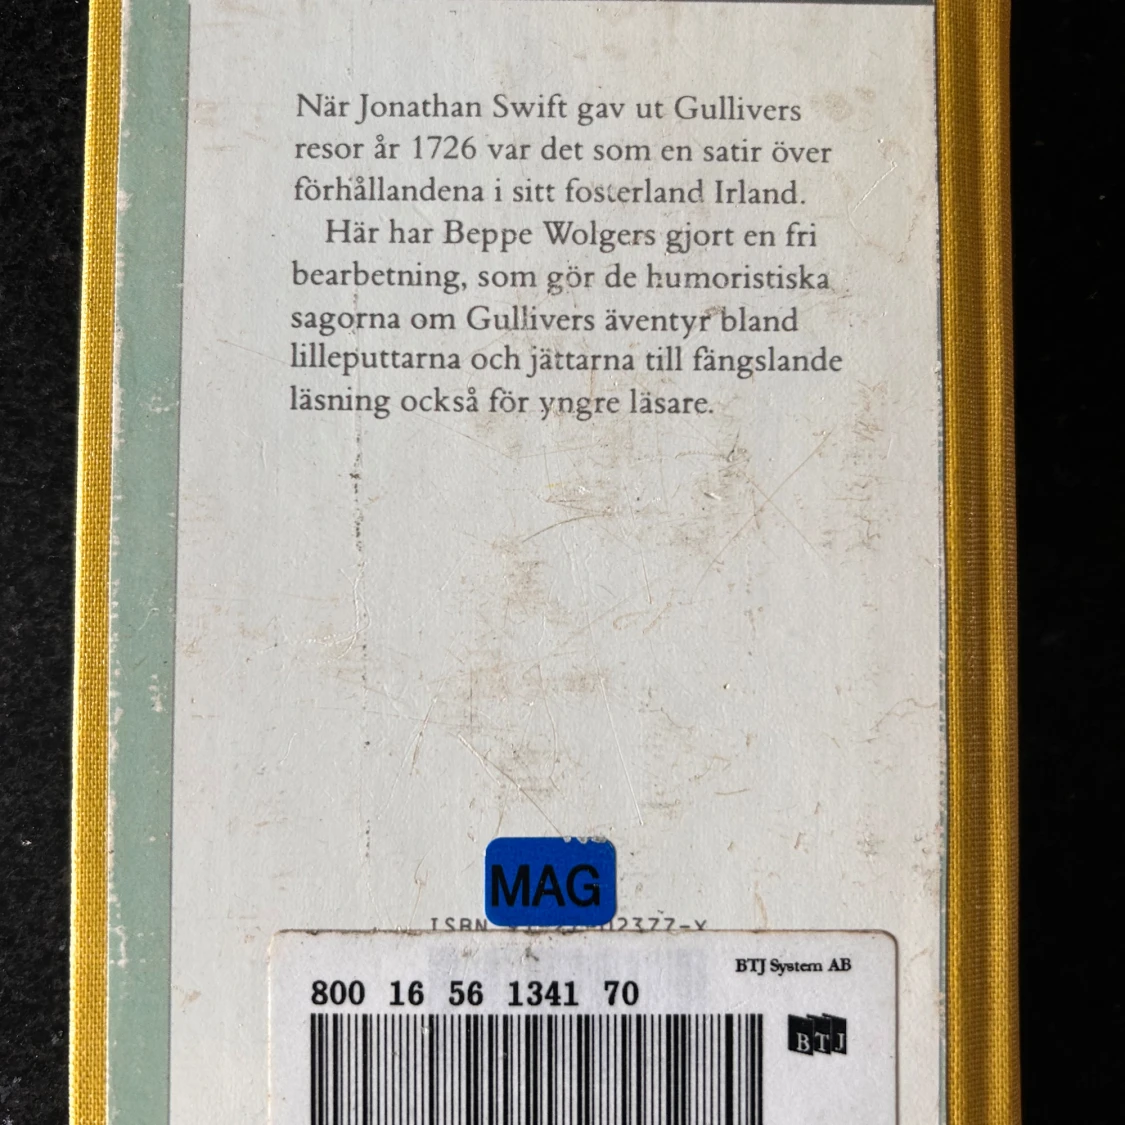 När Jonathan Swift gav ut Gullivers
resor år 1726 var det som en satir över
förhållandena i sitt fosterland Irland.
Här har Beppe Wolgers gjort en fri
bearbetning, som gör de humoristiska
sagorna om Gullivers äventyr bland
lilleputtarna och jättarna till fängslande
läsning också för yngre läsare.
MAG
ISBN
BTJ System AB
800 16 56 1341 70
BTJ